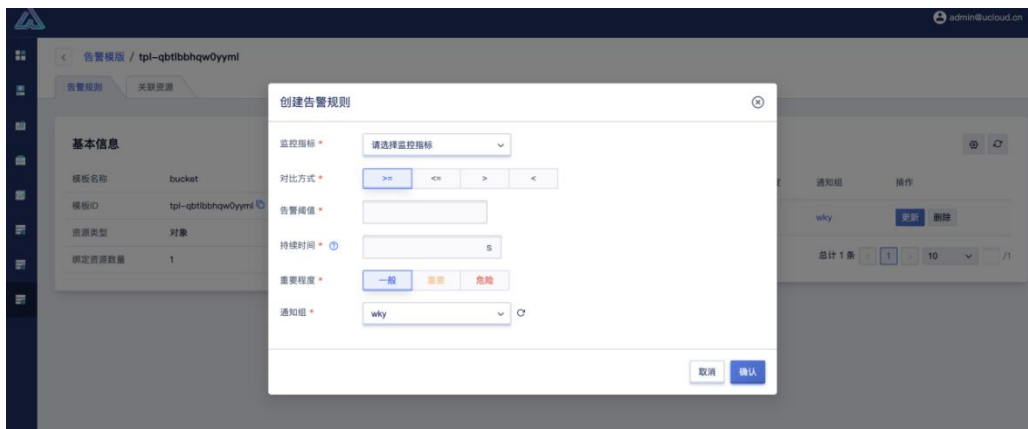 admin@ucloud.cn
告警模版 / tpl-qbtlbbhqw0yyml
告警规则 关联资源
基本信息
模板名称 bucket
模板ID tpl-qbtlbbhqw0yyml
资源类型 对象
绑定资源数量 1
创建告警规则
监控指标 * 请选择监控指标
对比方式 * >= <= > <
告警阈值 *
持续时间 * s
重要程度 * 一般 重要 危险
通知组 * wky
取消 确认
通知组 操作
wky 更新 删除
总计 1 条 < 1 > 10 /1